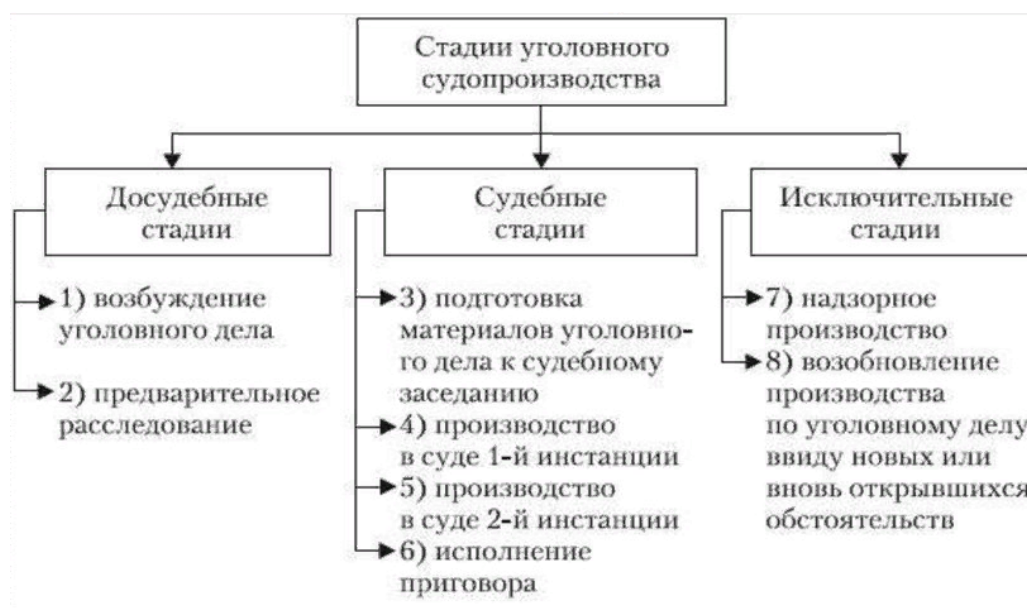 Стадии уголовного
судопроизводства
Досудебные
стадии
1) возбуждение
уголовного дела
2) предварительное
расследование
Судебные
стадии
3) подготовка
материалов уголовно-
го дела к судебному
заседанию
4) производство
в суде 1-й инстанции
5) производство
в суде 2-й инстанции
6) исполнение
приговора
Исключительные
стадии
7) надзорное
производство
8) возобновление
производства
по уголовному делу
ввиду новых или
вновь открывшихся
обстоятельств